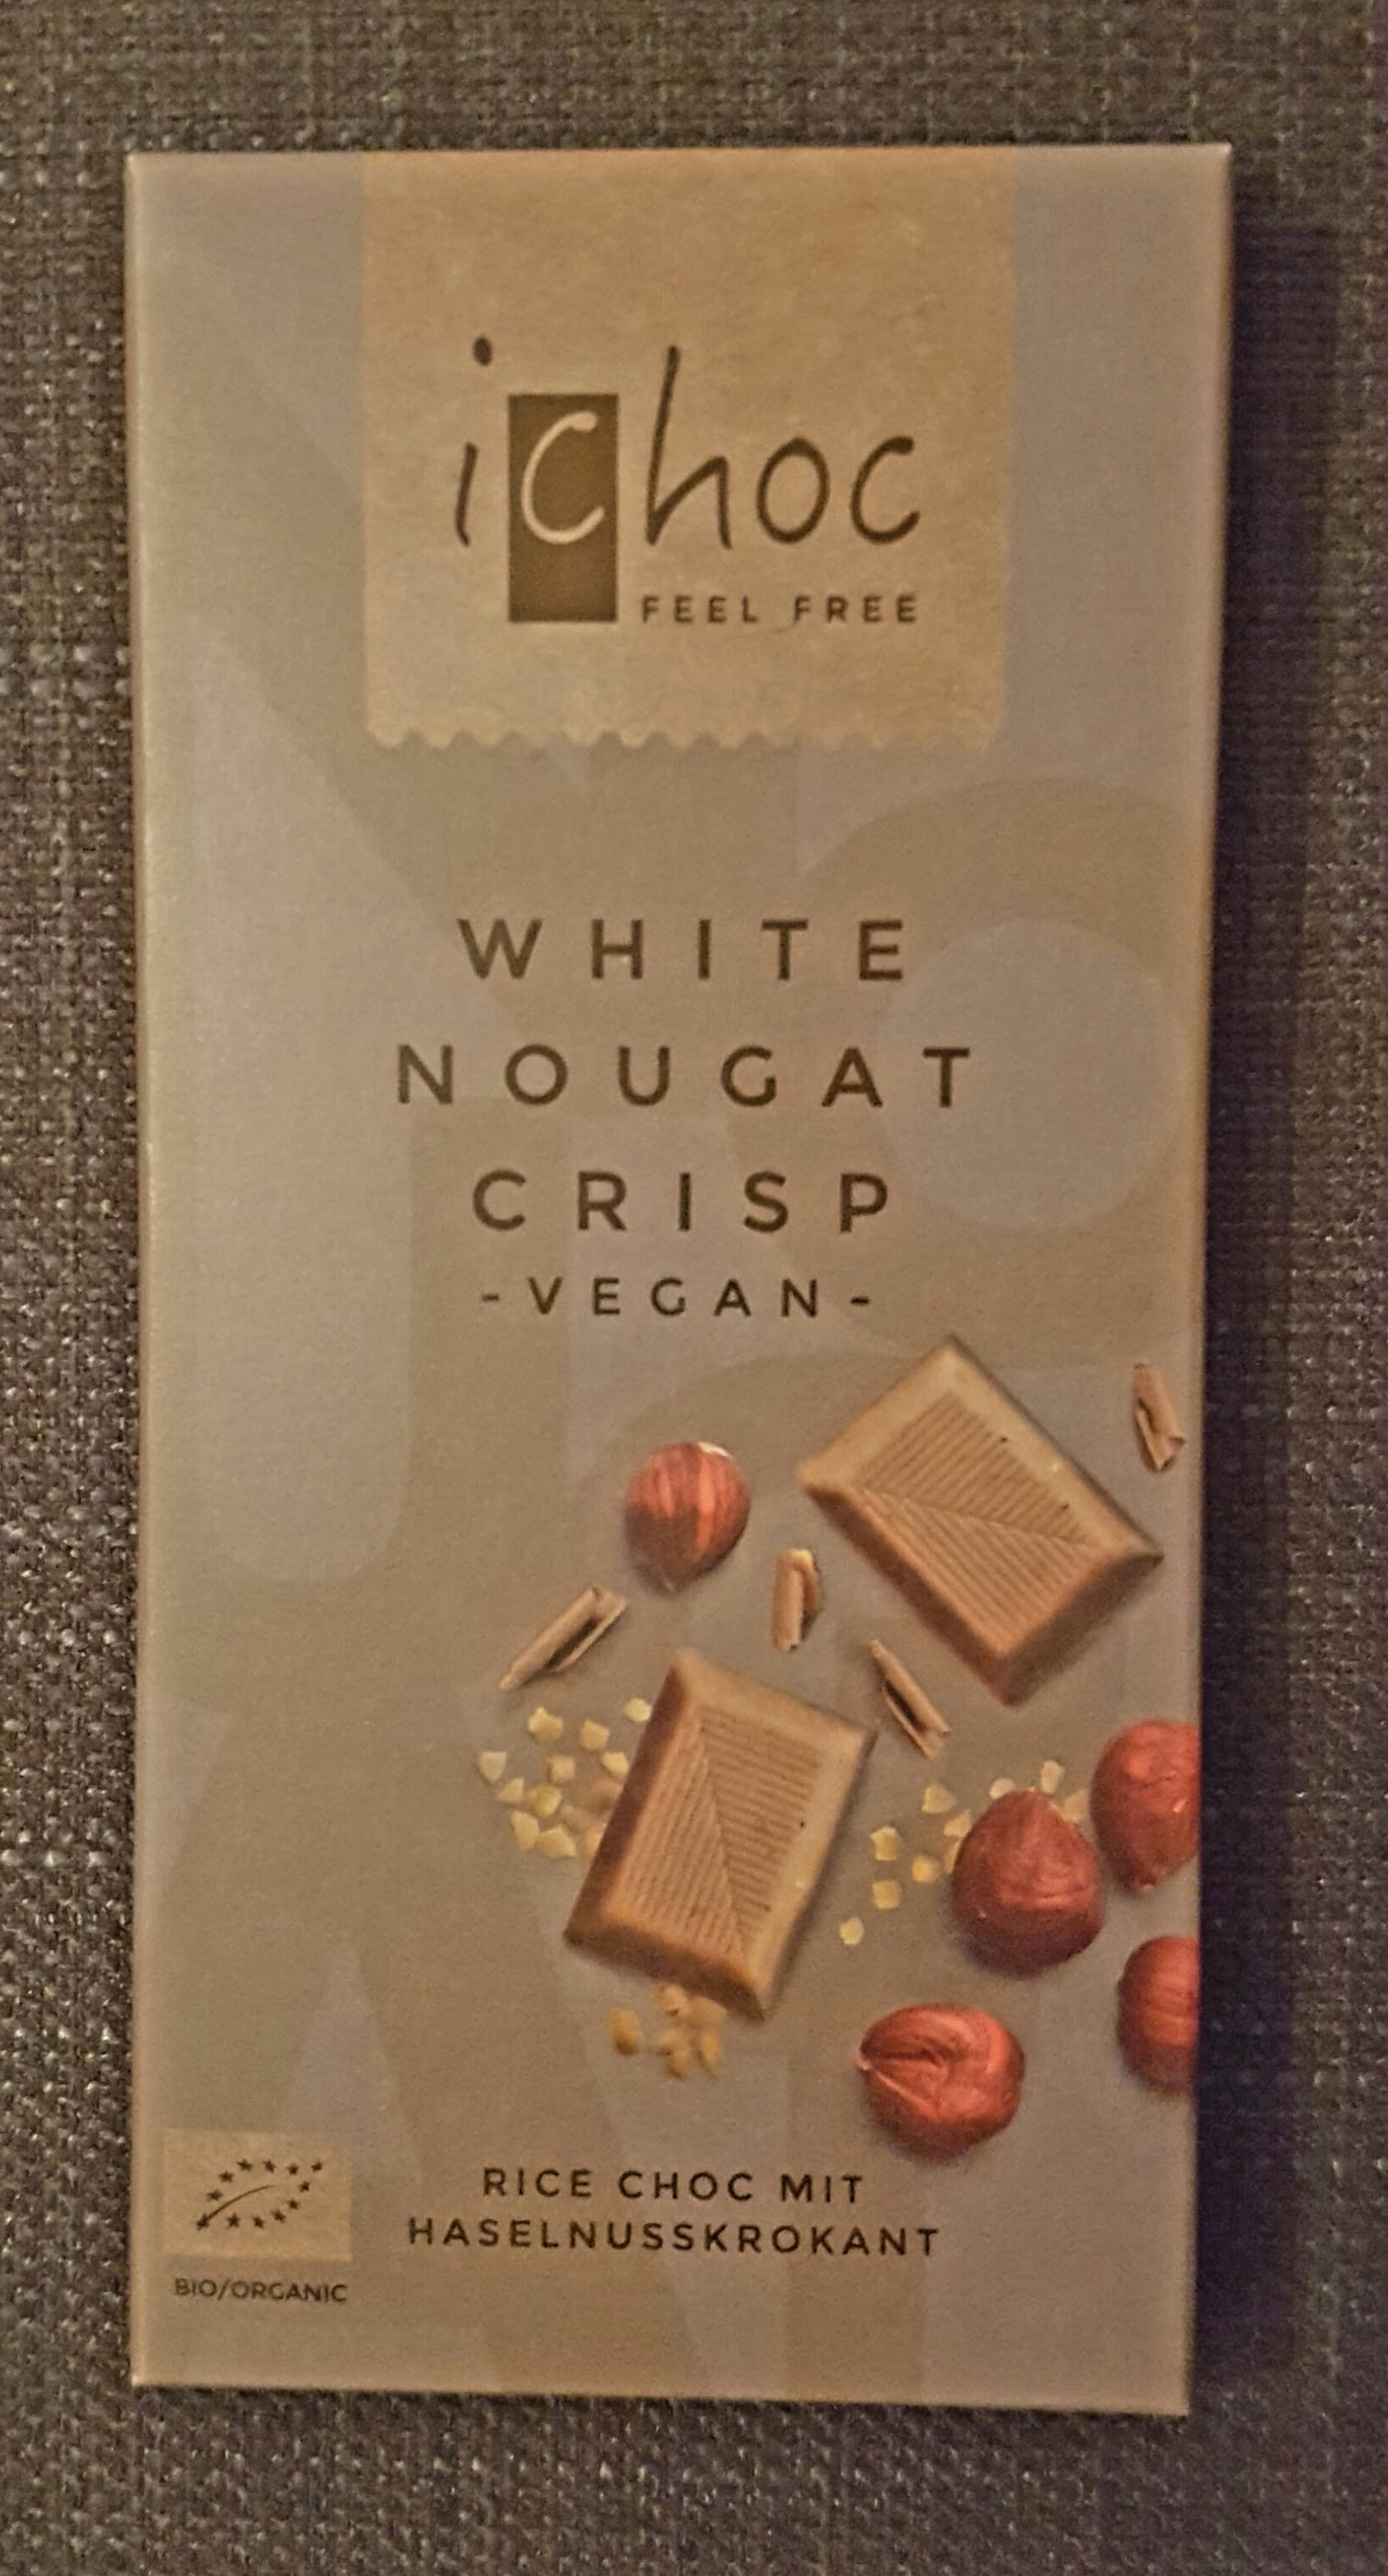 ichoc
FEEL FREE
WHITE
NOUGAT
CRISP
-VEGAN-
RICE CHOC MIT
HASELNUSSKROKANT
BIO/ORGANIC